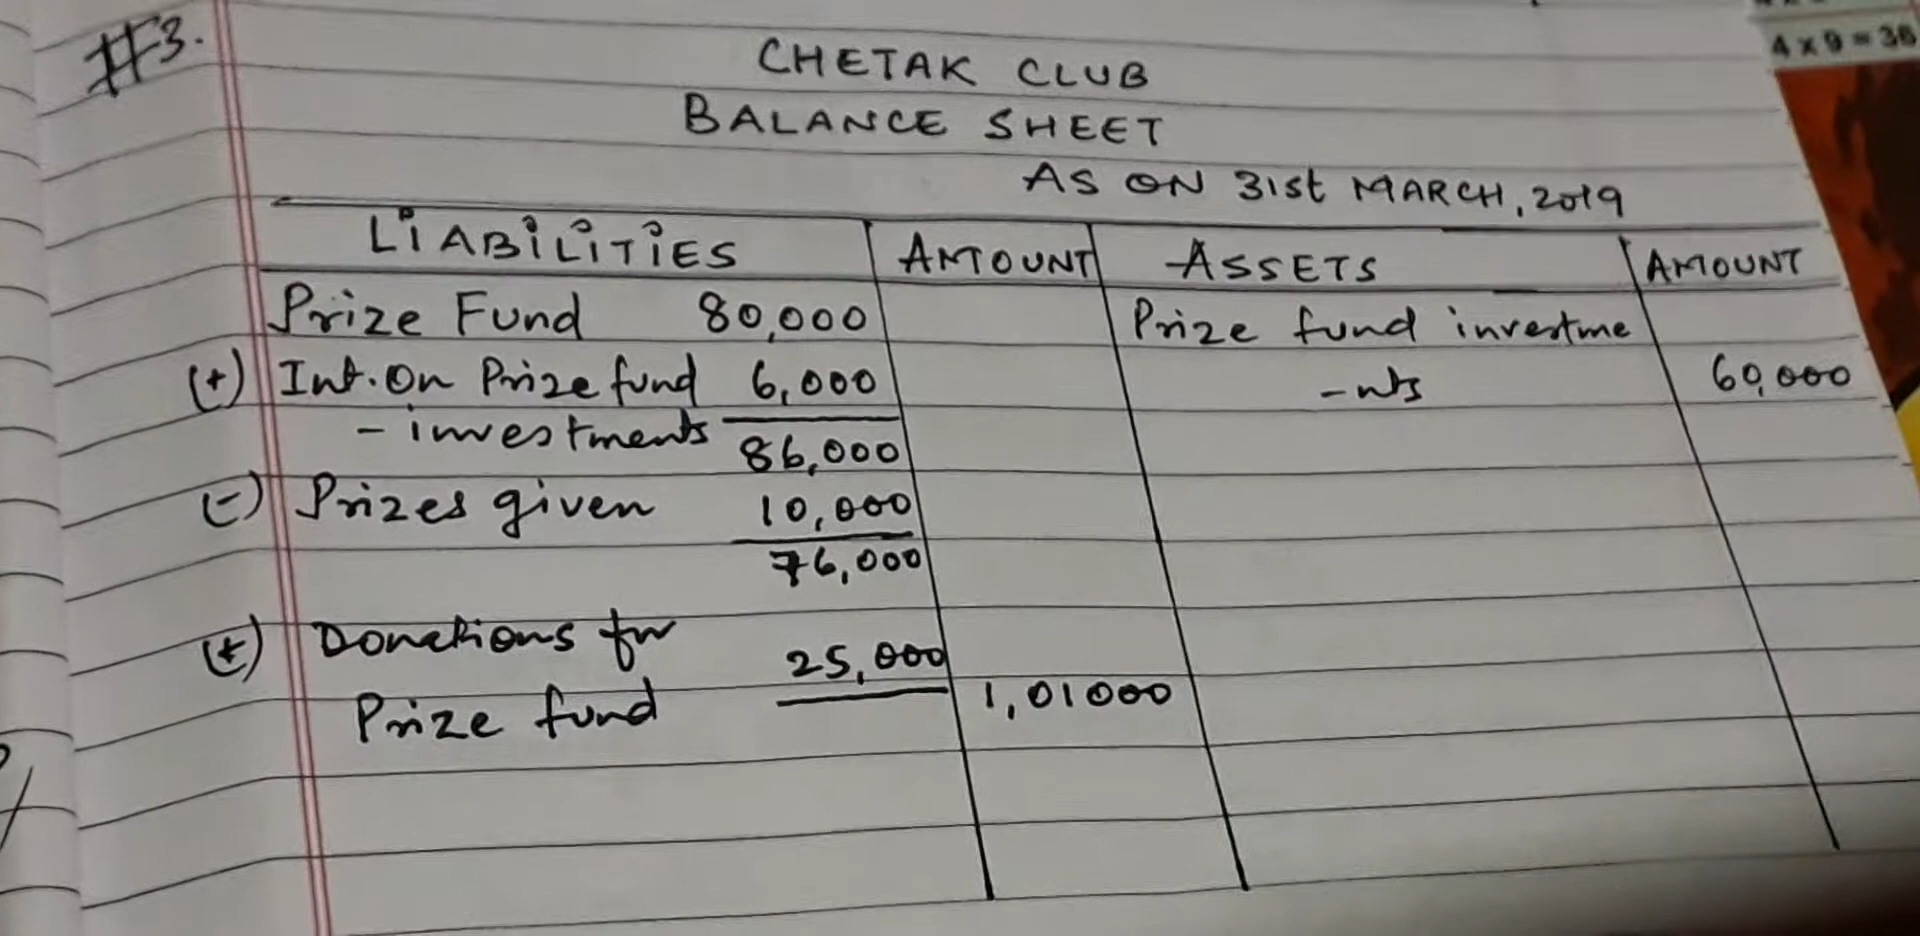 #3.
CHETAK CLUB
BALANCE SHEET
AS ON 31st MARCH, 2019
LIABILITIES AMOUNT ASSETS AMOUNT
Prize Fund 80,000 Prize fund investme
(+) Int. On Prize fund 6,000 -nts 60,000
- investments 86,000
(-) Prizes given 10,000
76,000
(+) Donations for 25,000
Prize fund 1,01000
4 x 9 = 36